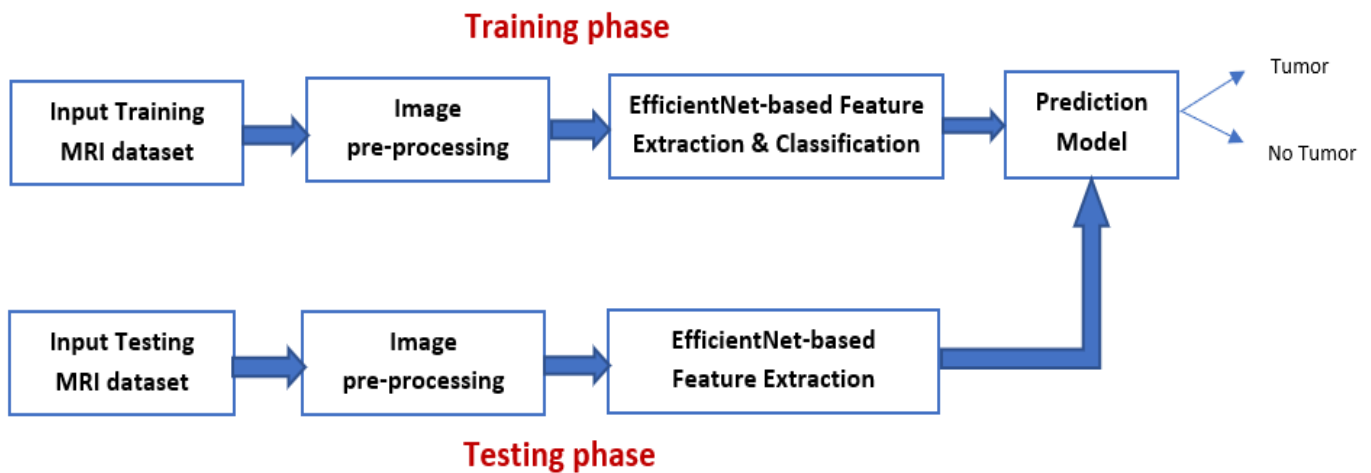 Training phase
Input Training
MRI dataset
Image
pre-processing
EfficientNet-based Feature
Extraction & Classification
Prediction
Model
Tumor
No Tumor
Input Testing
MRI dataset
Image
pre-processing
EfficientNet-based
Feature Extraction
Testing phase